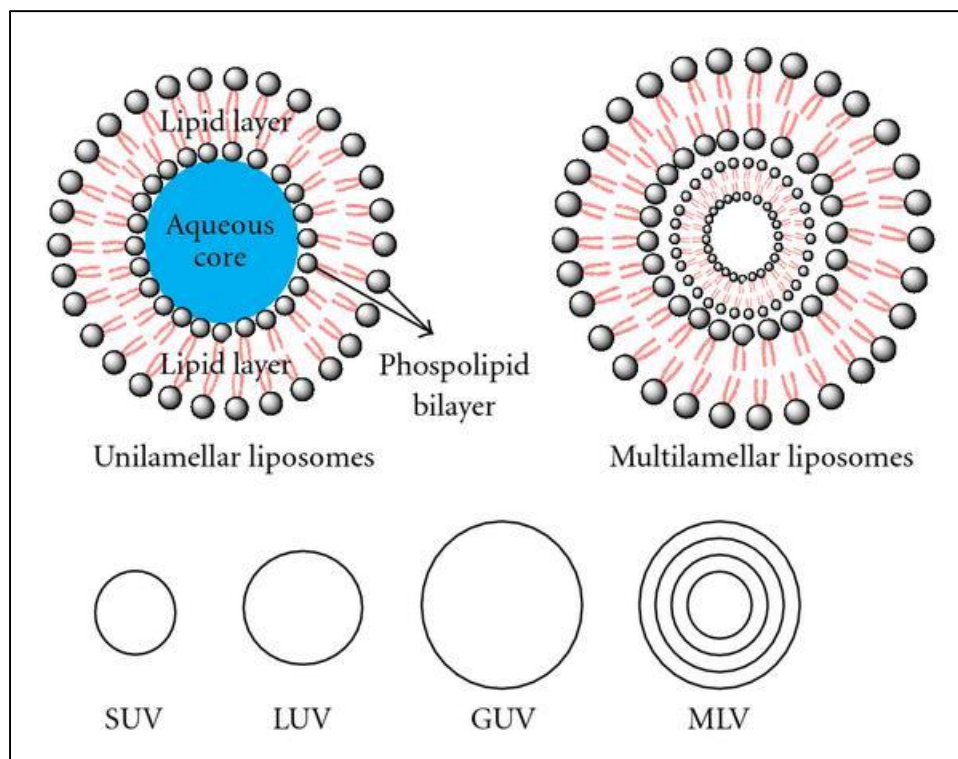 Lipid layer
Aqueous
core
Lipid layer
Phospolipid
bilayer
Unilamellar liposomes
Multilamellar liposomes
SUV
LUV
GUV
MLV